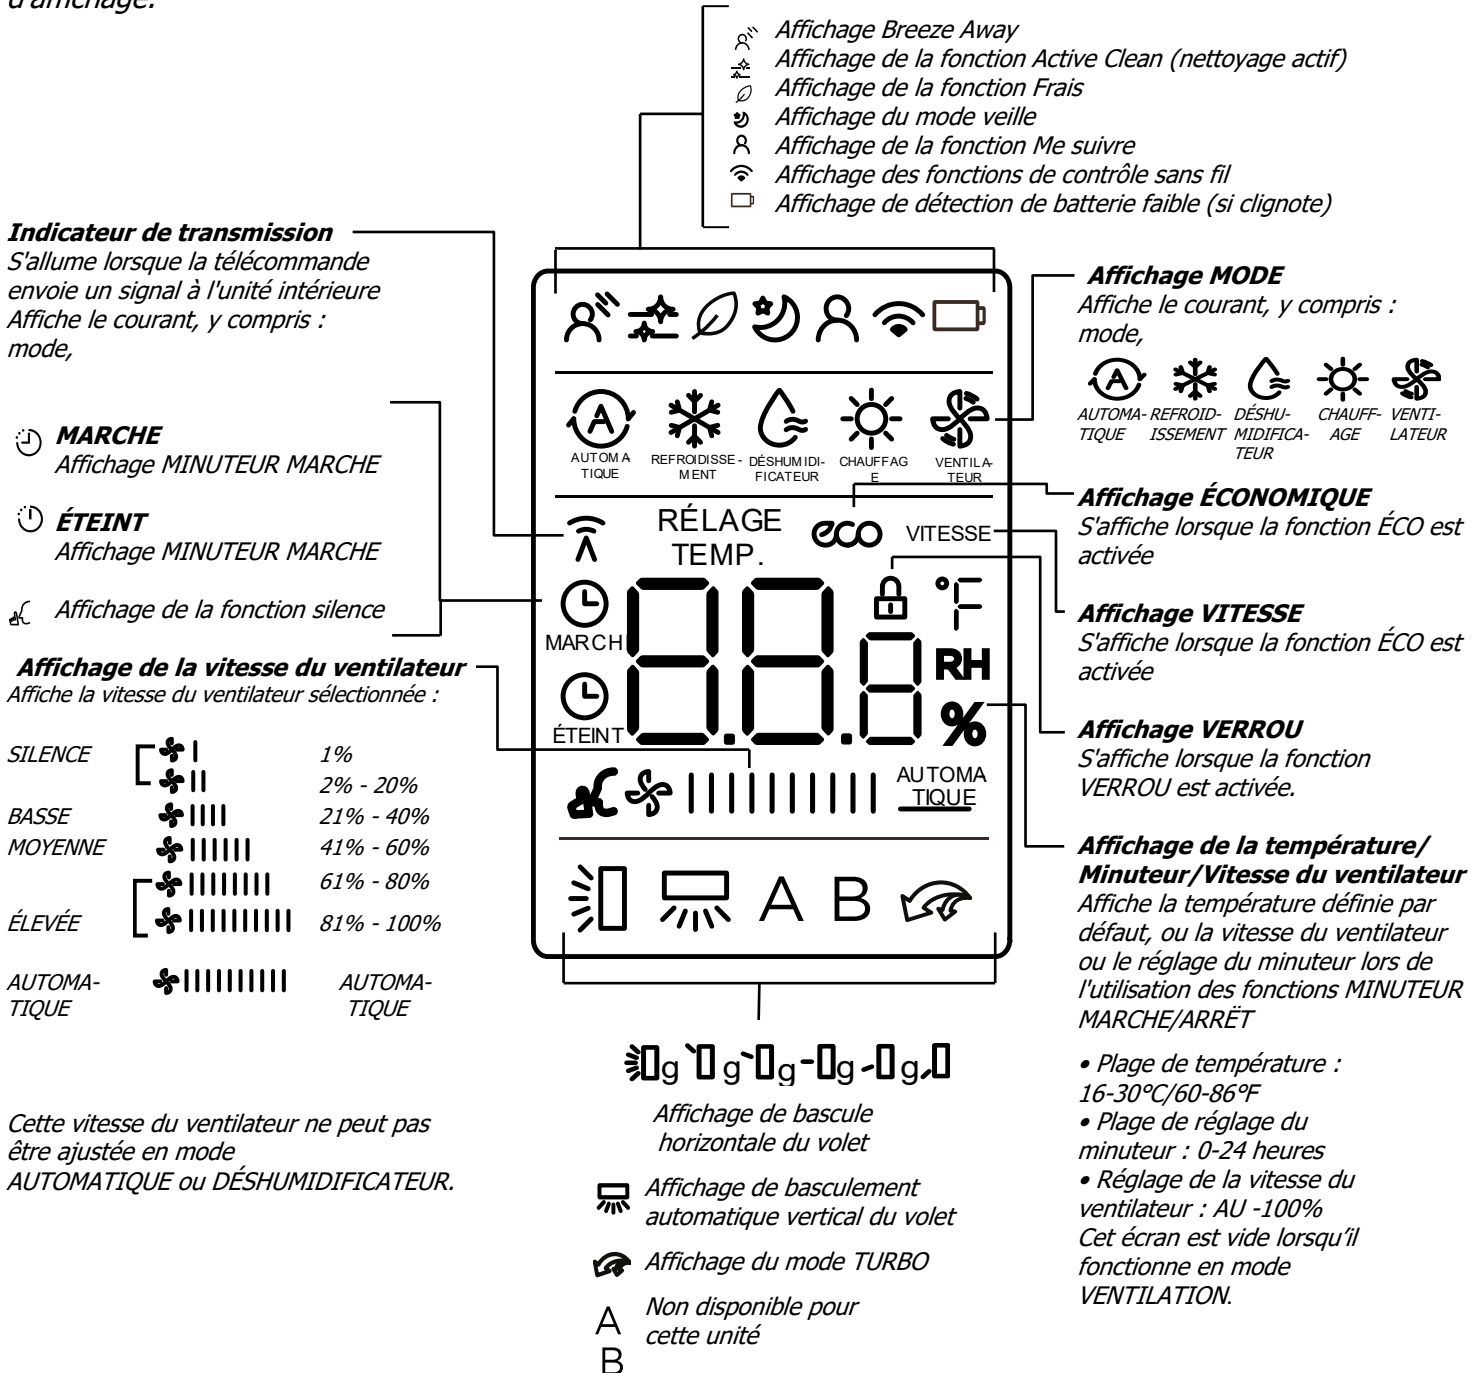 d'affichage.
Affichage Breeze Away
Affichage de la fonction Active Clean (nettoyage actif)
Affichage de la fonction Frais
Affichage du mode veille
Affichage de la fonction Me suivre
Affichage des fonctions de contrôle sans fil
Affichage de détection de batterie faible (si clignote)
Indicateur de transmission
S'allume lorsque la télécommande
envoie un signal à l'unité intérieure
Affiche le courant, y compris :
mode,
MARCHE
Affichage MINUTEUR MARCHE
ÉTEINT
Affichage MINUTEUR MARCHE
Affichage de la fonction silence
Affichage de la vitesse du ventilateur
Affiche la vitesse du ventilateur sélectionnée :
SILENCE 1%
2% - 20%
BASSE 21% - 40%
MOYENNE 41% - 60%
61% - 80%
ÉLEVÉE 81% - 100%
AUTOMA- AUTOMA-
TIQUE TIQUE
Cette vitesse du ventilateur ne peut pas
être ajustée en mode
AUTOMATIQUE ou DÉSHUMIDIFICATEUR.
A
AUTOMA
TIQUE
REFROIDISSE-
MENT
DÉSHUMIDI-
FICATEUR
CHAUFFAG
E
VENTILA-
TEUR
RÉLAGE
TEMP.
eco
VITESSE
MARCH
ÉTEINT
88.8
°F
RH
%
AUTOMA
TIQUE
A B
g g g g g
Affichage de bascule
horizontale du volet
Affichage de basculement
automatique vertical du volet
Affichage du mode TURBO
A
B
Non disponible pour
cette unité
Affichage MODE
Affiche le courant, y compris :
mode,
A
AUTOMA-
TIQUE
REFROID-
ISSEMENT
DÉSHU-
MIDIFICA-
TEUR
CHAUFF-
AGE
VENTI-
LATEUR
Affichage ÉCONOMIQUE
S'affiche lorsque la fonction ÉCO est
activée
Affichage VITESSE
S'affiche lorsque la fonction ÉCO est
activée
Affichage VERROU
S'affiche lorsque la fonction
VERROU est activée.
Affichage de la température/
Minuteur/Vitesse du ventilateur
Affiche la température définie par
défaut, ou la vitesse du ventilateur
ou le réglage du minuteur lors de
l'utilisation des fonctions MINUTEUR
MARCHE/ARRËT
• Plage de température :
16-30°C/60-86°F
• Plage de réglage du
minuteur : 0-24 heures
• Réglage de la vitesse du
ventilateur : AU -100%
Cet écran est vide lorsqu’il
fonctionne en mode
VENTILATION.